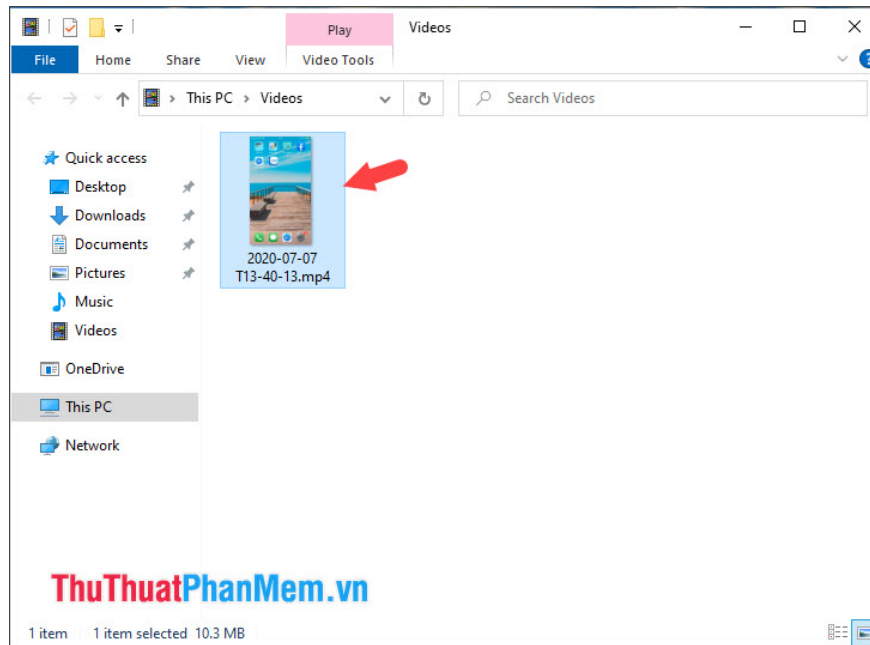 Play
Videos
File
Home
Share
View
Video Tools
This PC
Videos
Search Videos
Quick access
Desktop
Downloads
Documents
Pictures
Music
Videos
OneDrive
This PC
Network
2020-07-07
T13-40-13.mp4
ThuThuatPhanMem.vn
1 item
1 item selected 10.3 MB